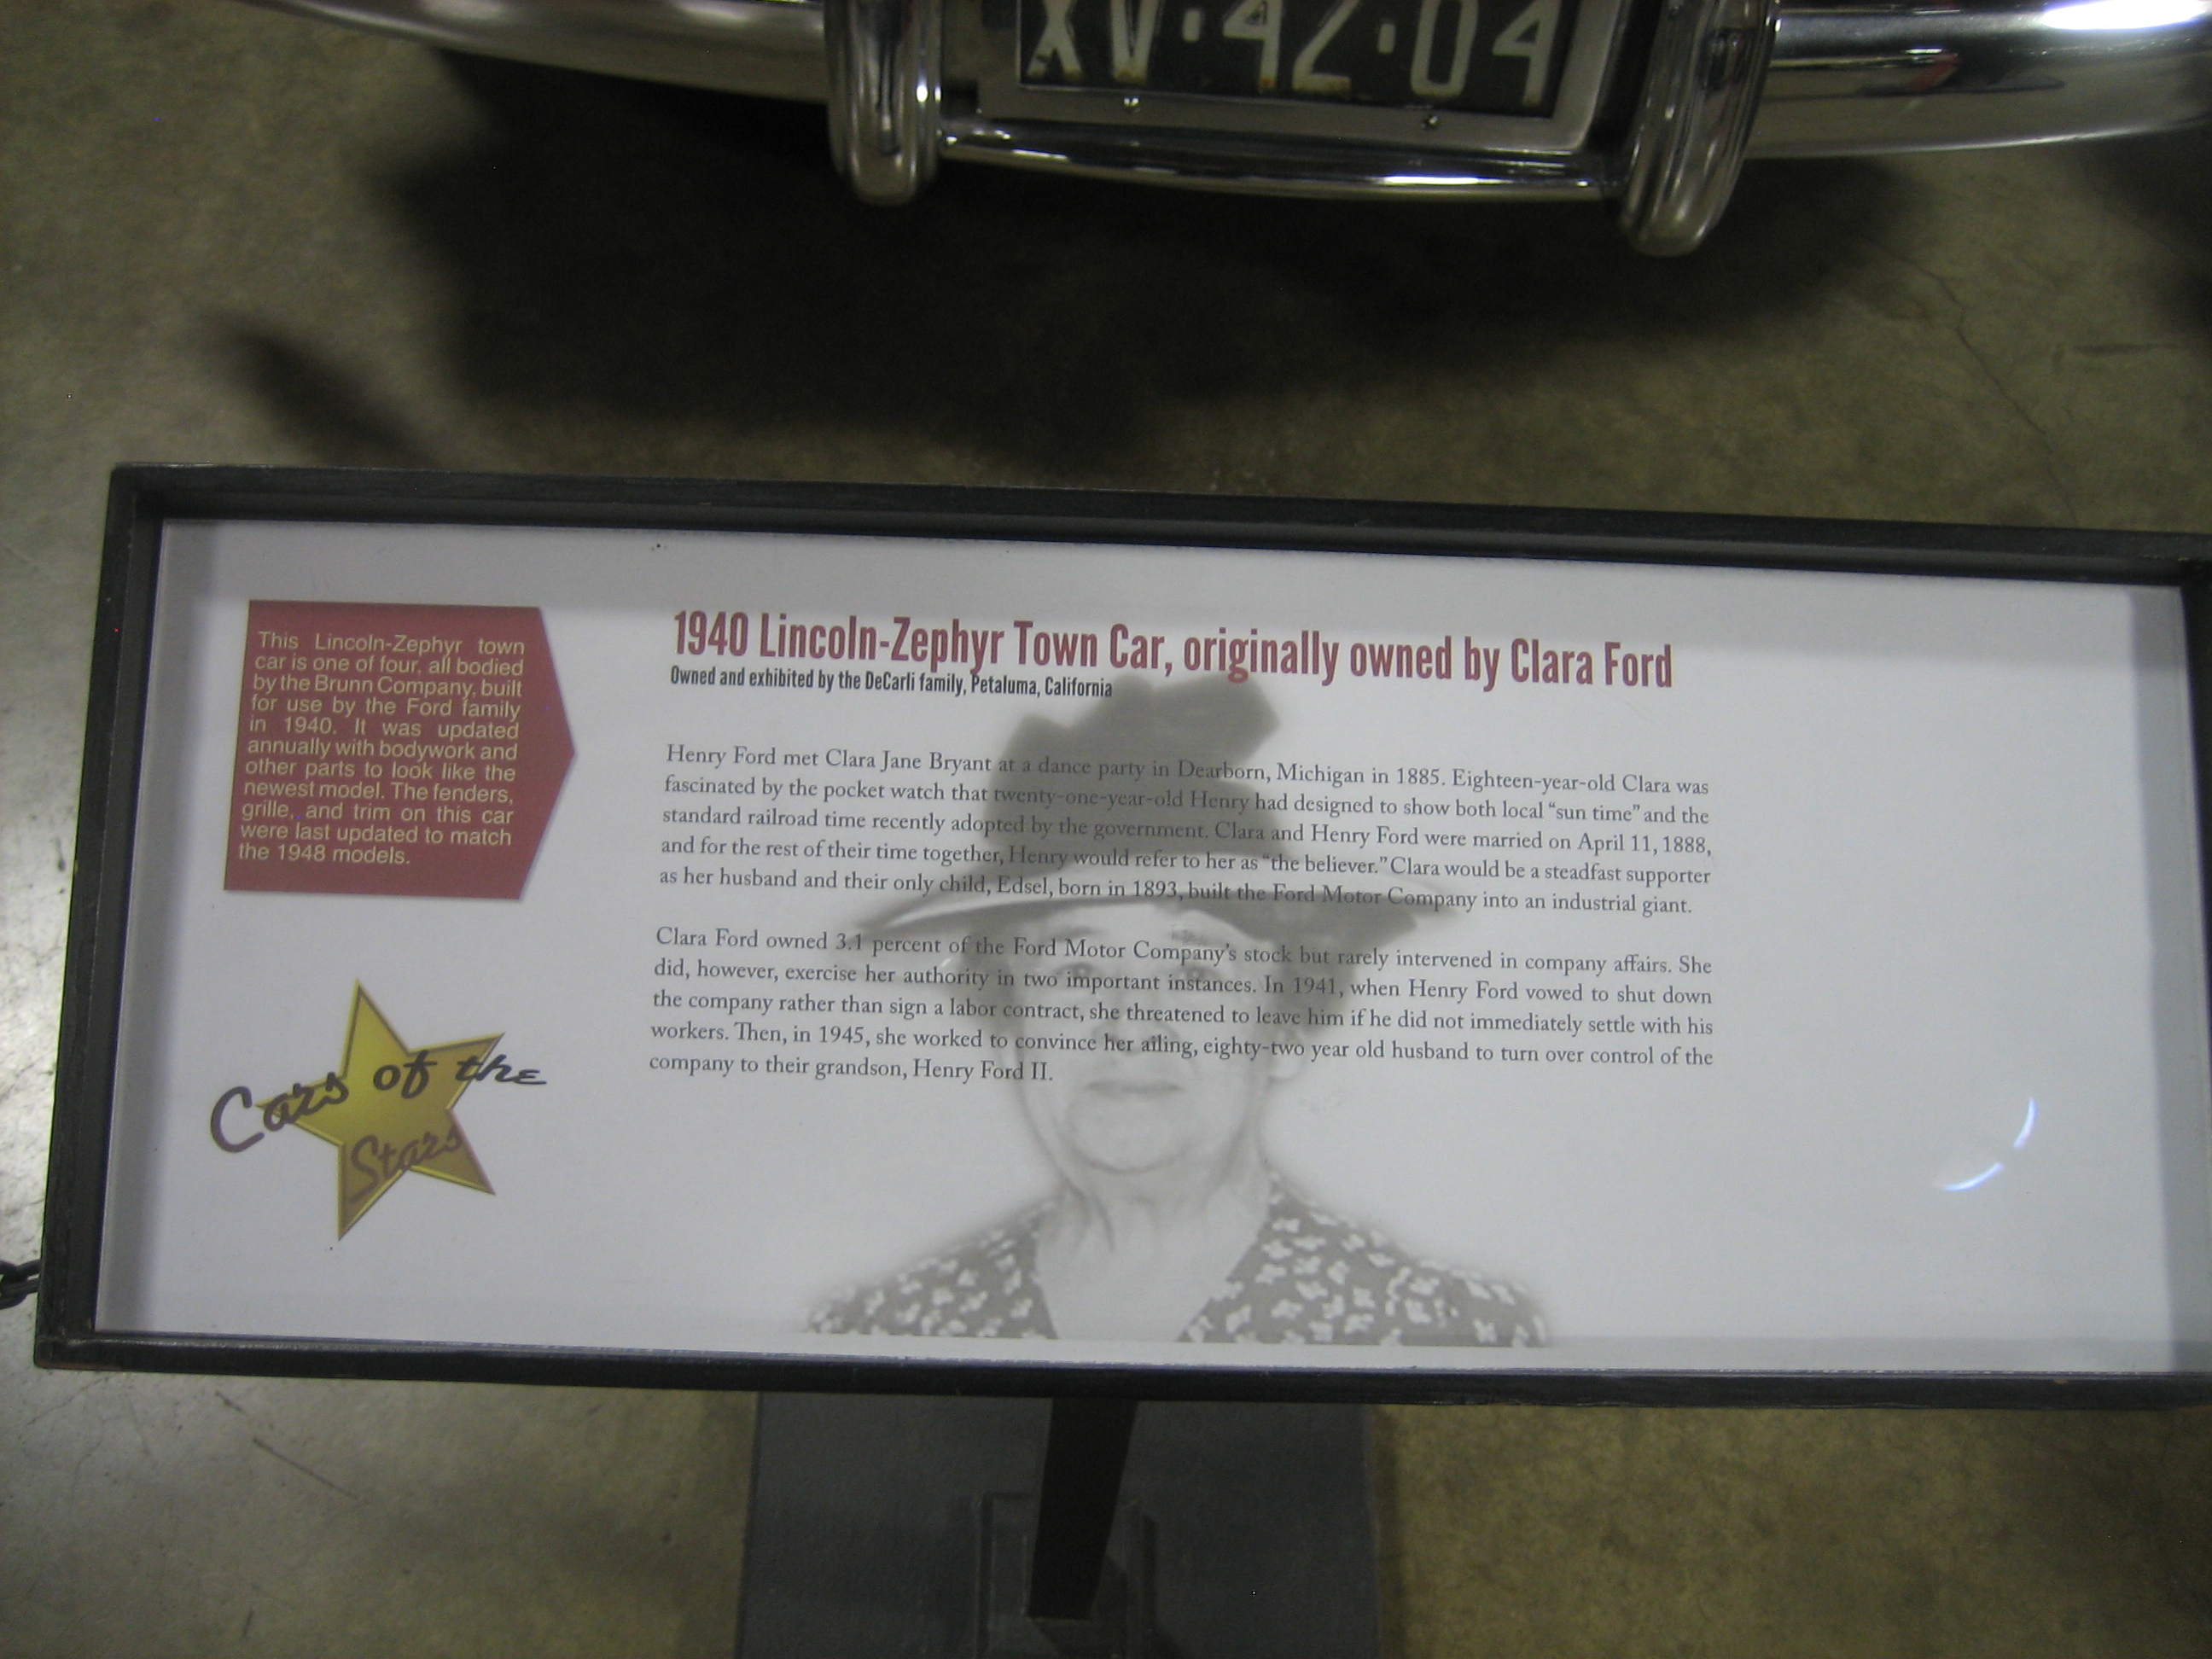 XV·42·04
This Lincoln-Zephyr town
car is one of four, all bodied
by the Brunn Company, built
for use by the Ford family
in 1940. It was updated
annually with bodywork and
other parts to look like the
newest model. The fenders,
grille, and trim on this car
were last updated to match
the 1948 models.
Cars of the
Stars
1940 Lincoln-Zephyr Town Car, originally owned by Clara Ford
Owned and exhibited by the DeCarli family, Petaluma, California
Henry Ford met Clara Jane Bryant at a dance party in Dearborn, Michigan in 1885. Eighteen-year-old Clara was
fascinated by the pocket watch that twenty-one-year-old Henry had designed to show both local “sun time” and the
standard railroad time recently adopted by the government. Clara and Henry Ford were married on April 11, 1888,
and for the rest of their time together, Henry would refer to her as “the believer.” Clara would be a steadfast supporter
as her husband and their only child, Edsel, born in 1893, built the Ford Motor Company into an industrial giant.
Clara Ford owned 3.1 percent of the Ford Motor Company’s stock but rarely intervened in company affairs. She
did, however, exercise her authority in two important instances. In 1941, when Henry Ford vowed to shut down
the company rather than sign a labor contract, she threatened to leave him if he did not immediately settle with his
workers. Then, in 1945, she worked to convince her ailing, eighty-two year old husband to turn over control of the
company to their grandson, Henry Ford II.